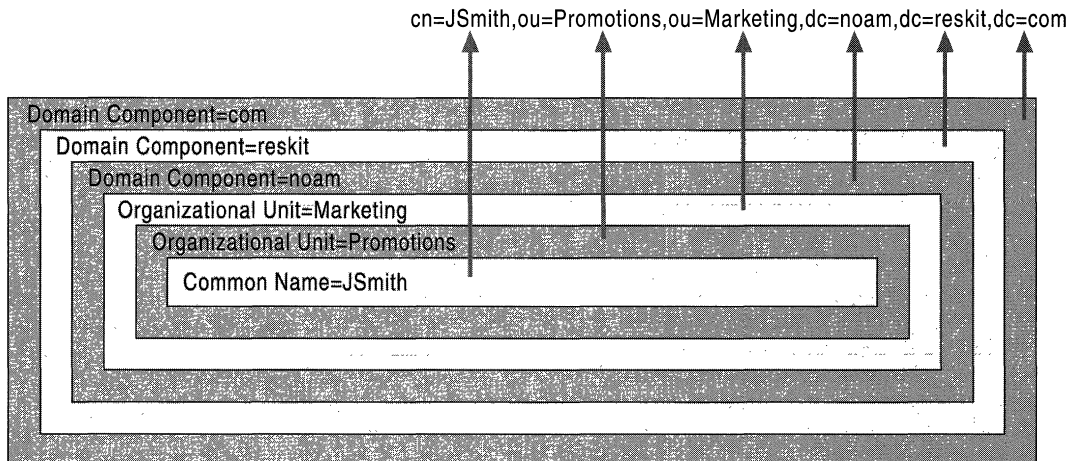 cn=JSmith,ou=Promotions,ou=Marketing,dc=noam,dc=reskit,dc=com
Domain Component=com
Domain Component=reskit
Domain Component=noam
Organizational Unit=Marketing
Organizational Unit=Promotions
Common Name=JSmith